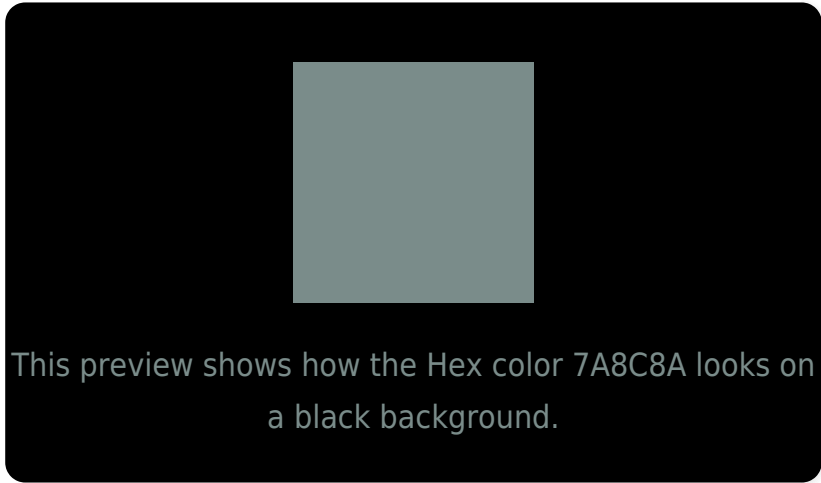 This preview shows how the Hex color 7A8C8A looks on
a black background.